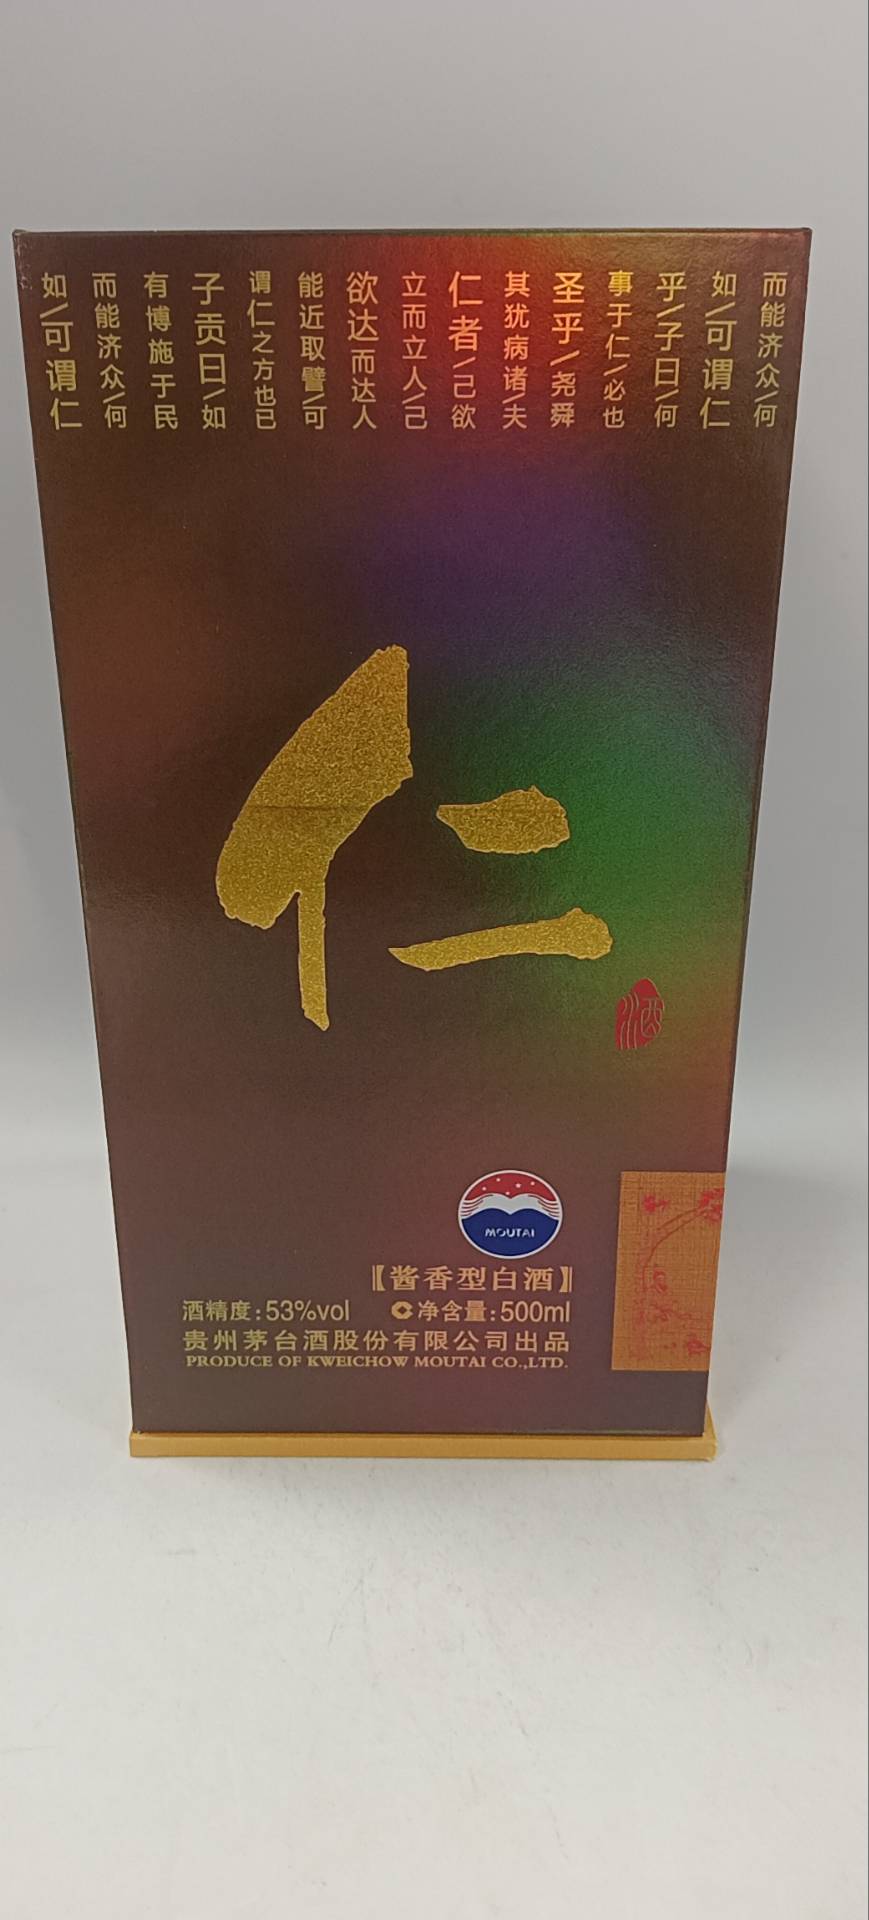 而能济众/何
如/可谓仁
乎/子曰/何
事于仁/必也
圣乎/尧舜
其犹病诸/夫
仁者/己欲
立而立人/己
欲达而达人
能近取譬/可
谓仁之方也已
子贡曰/如
有博施于民
而能济众/何
如/可谓仁
仁
酒
MOUTAI
【酱香型白酒】
酒精度:53%vol 净含量:500ml
贵州茅台酒股份有限公司出品
PRODUCE OF KWEICHOW MOUTAI CO.,LTD.